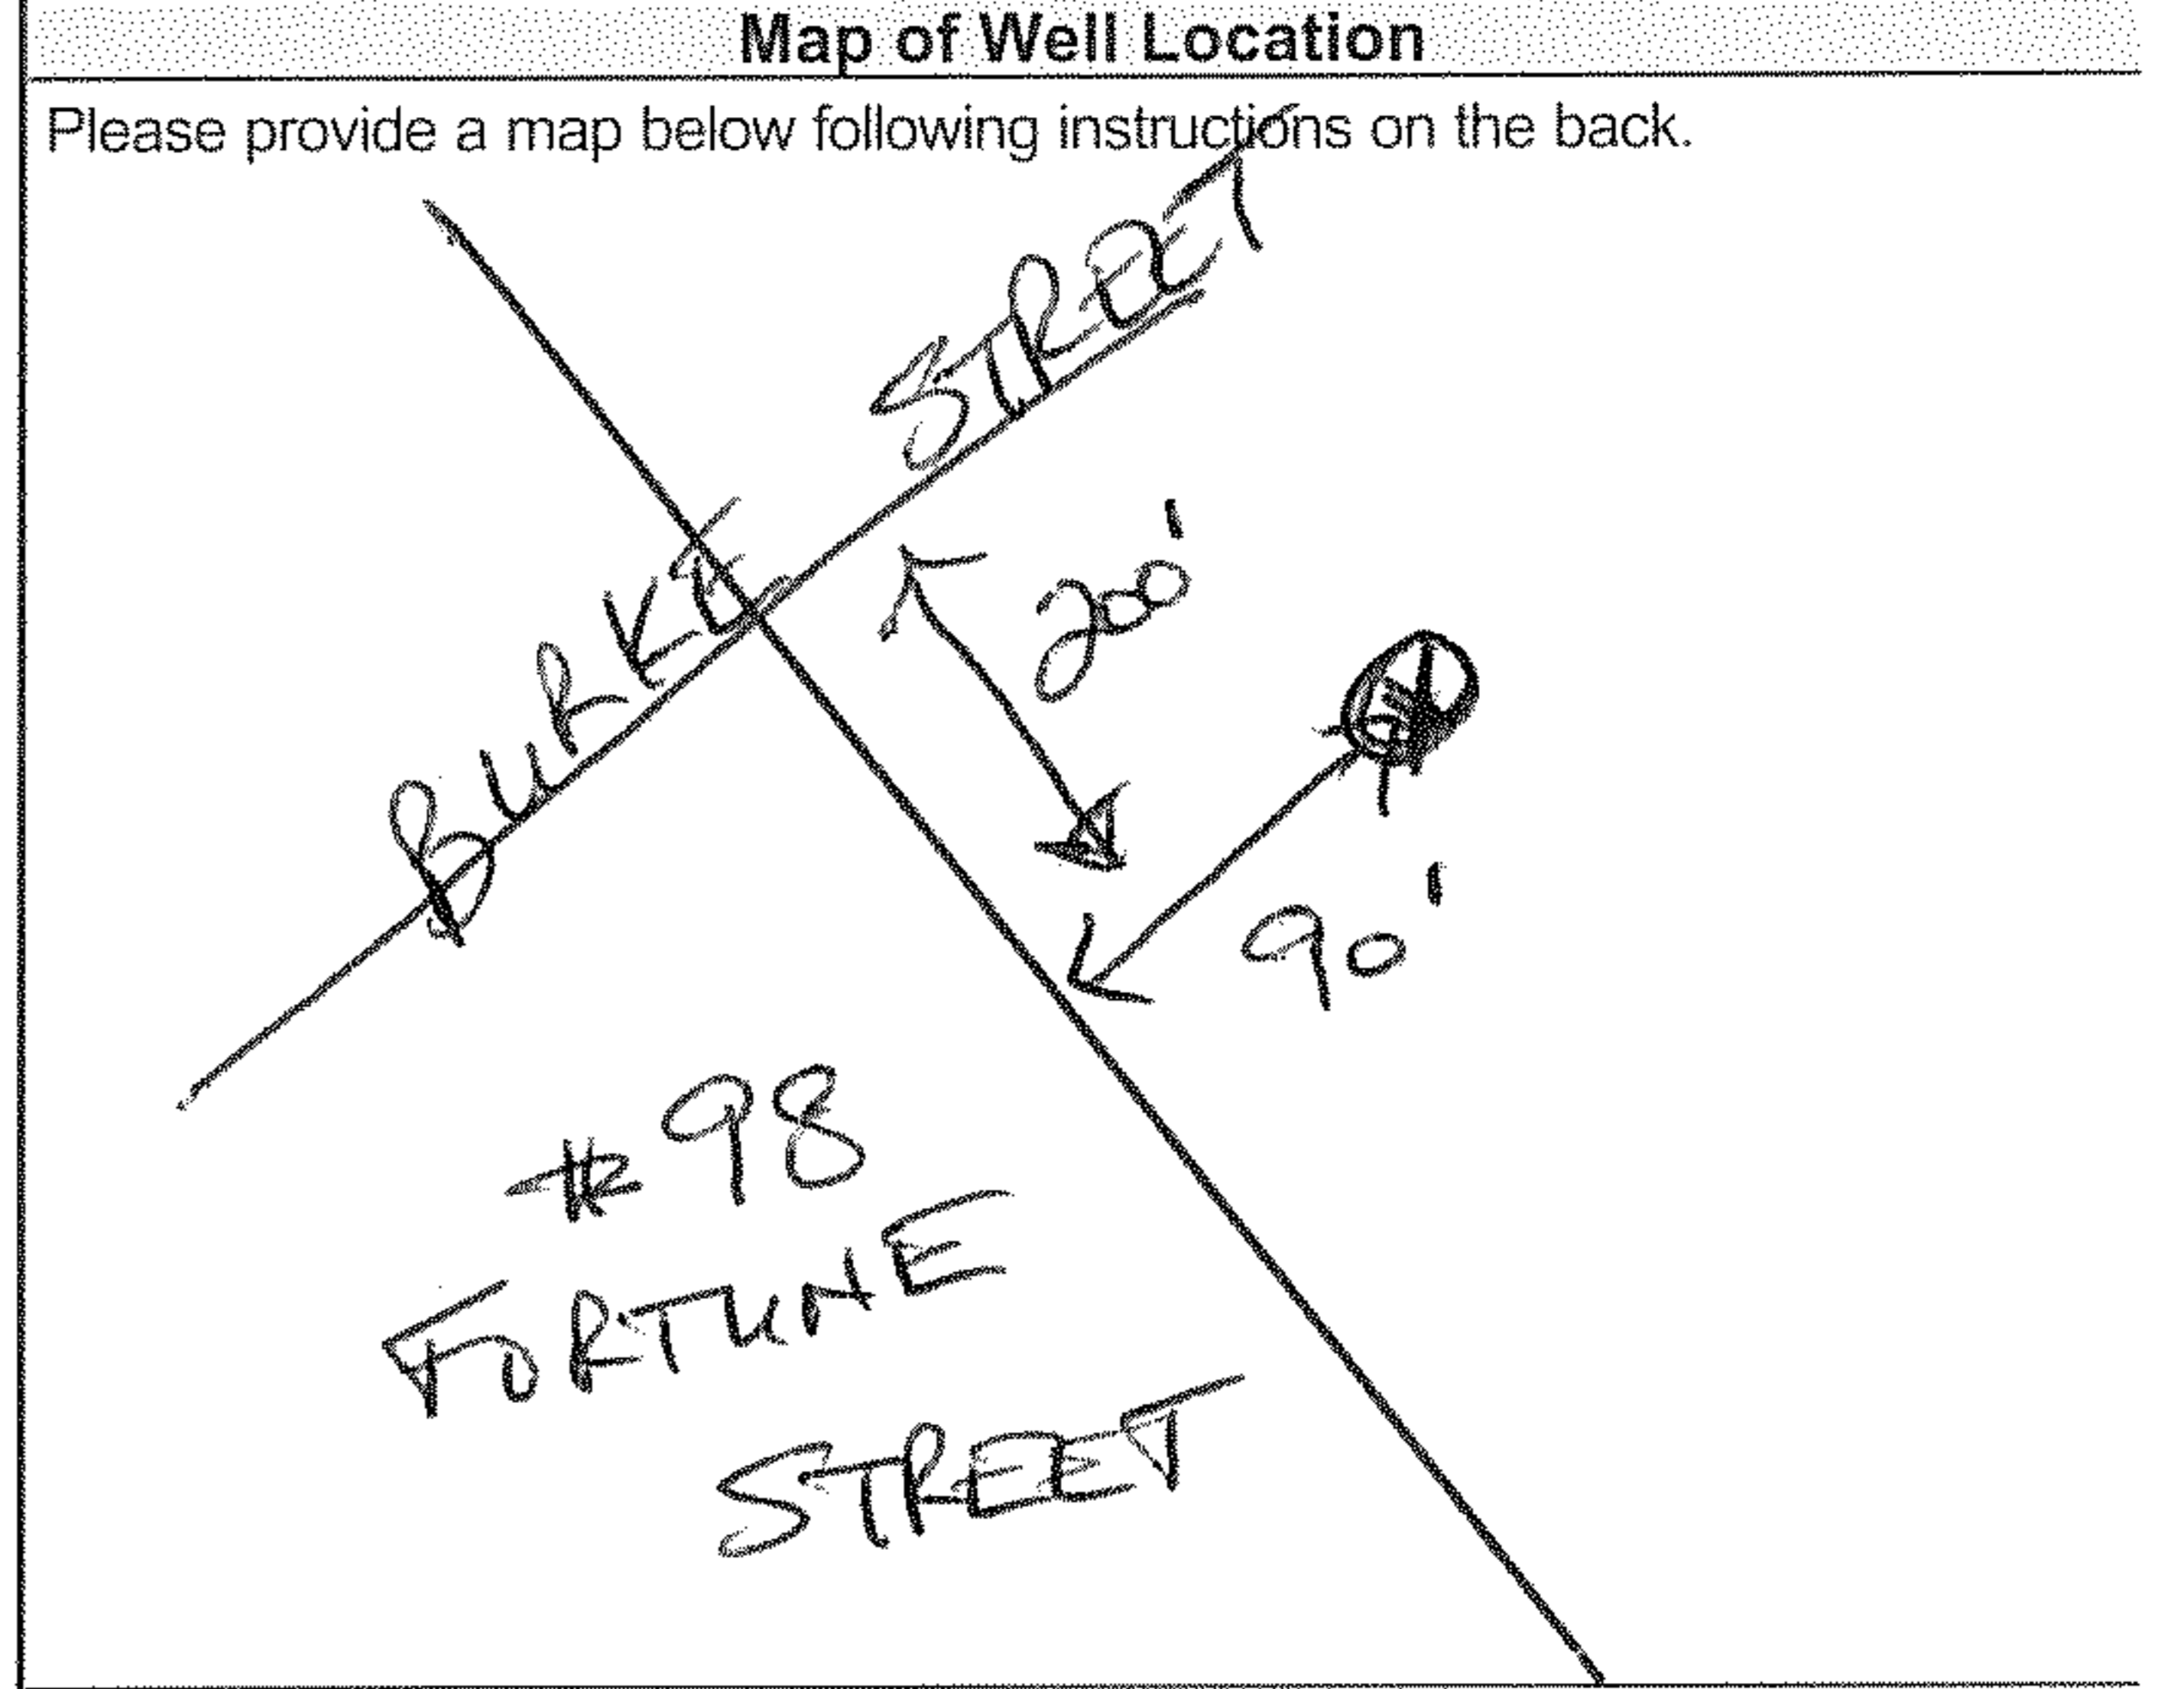 Map of Well Location
Please provide a map below following instructions on the back.
BURKE STREET
200'
90'
#98
FORTUNE
STREET